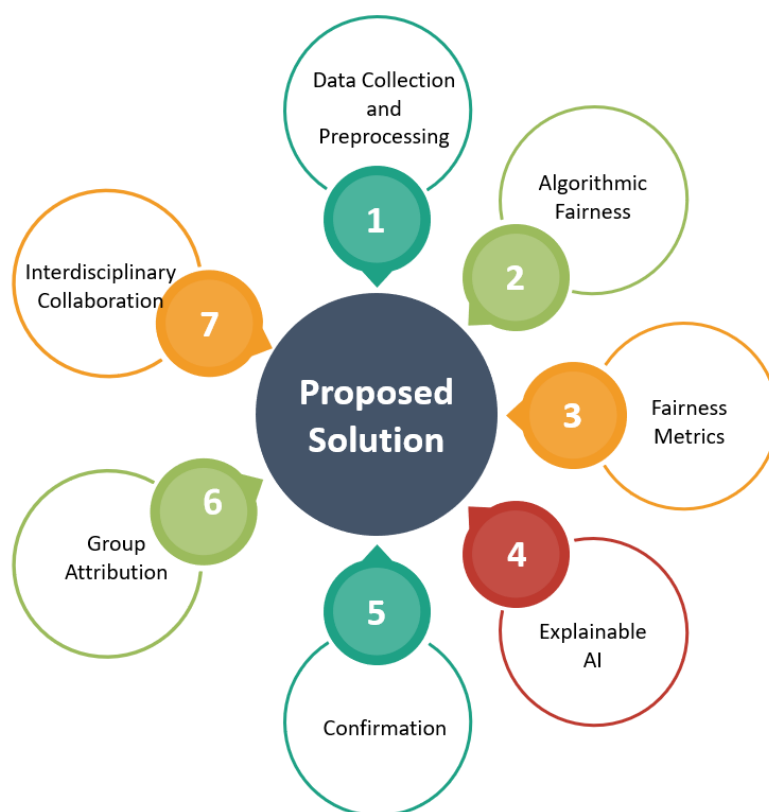 Data Collection
and
Preprocessing
1
Algorithmic
Fairness
2
Fairness
Metrics
3
Explainable
AI
4
Confirmation
5
Group
Attribution
6
Interdisciplinary
Collaboration
7
Proposed
Solution